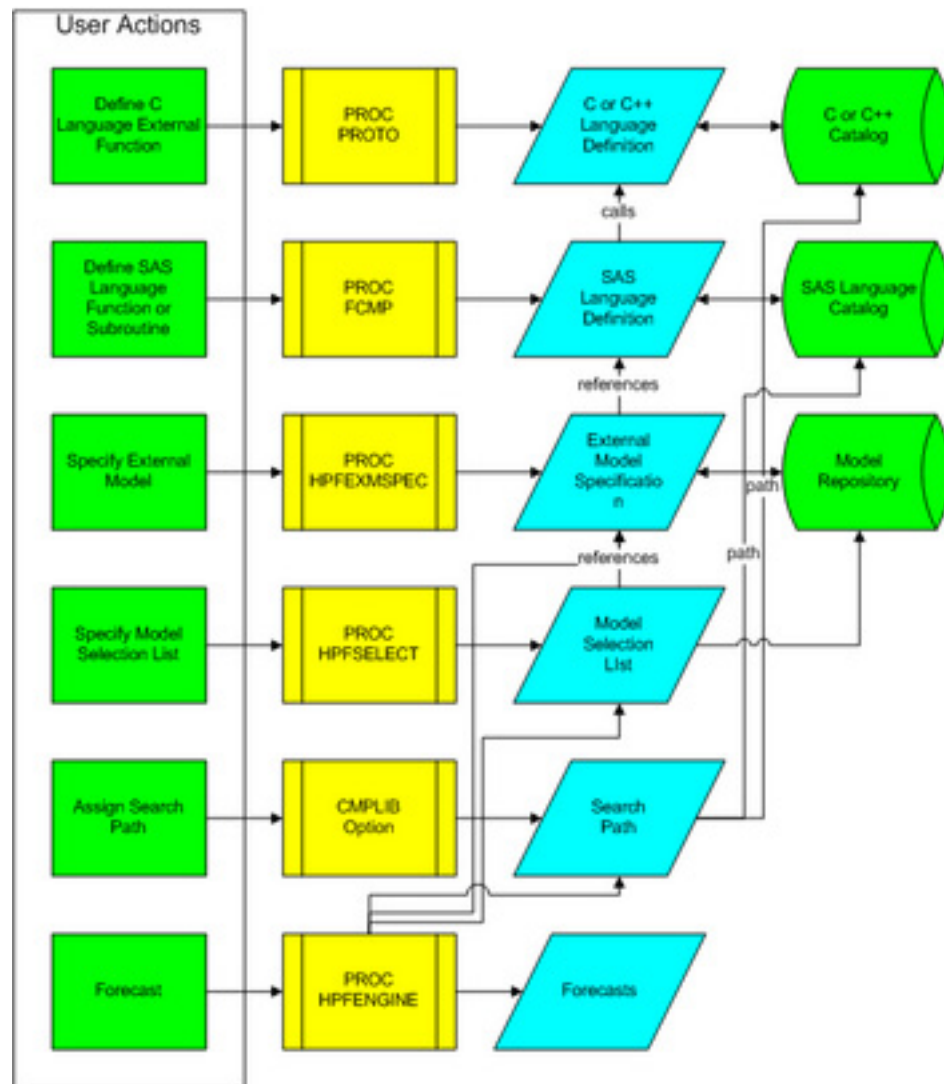 User Actions
Define C
Language External
Function
PROC
PROTO
C or C++
Language
Definition
C or C++
Catalog
calls
Define SAS
Language
Function or
Subroutine
PROC
FCMP
SAS
Language
Definition
SAS Language
Catalog
references
Specify External
Model
PROC
HPFEXMSPEC
External
Model
Specificatio
n
Model
Repository
path
references
path
Specify Model
Selection List
PROC
HPFSELECT
Model
Selection
LIst
Assign Search
Path
CMPLIB
Option
Search
Path
Forecast
PROC
HPFENGINE
Forecasts